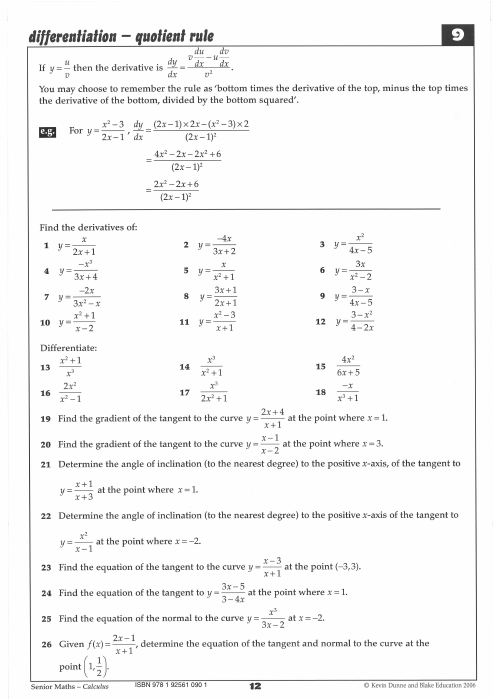 differentiation – quotient rule 9
If y = u/v then the derivative is dy/dx = (v du/dx − u dv/dx)/v².
You may choose to remember the rule as 'bottom times the derivative of the top, minus the top times
the derivative of the bottom, divided by the bottom squared'.
e.g. For y = (x²−3)/(2x−1), dy/dx = ((2x−1)×2x−(x²−3)×2)/(2x−1)²
= (4x²−2x−2x²+6)/(2x−1)²
= (2x²−2x+6)/(2x−1)²
Find the derivatives of:
1 y = x/(2x+1) 2 y = −4x/(3x+2) 3 y = x²/(4x−5)
4 y = −x³/(3x+4) 5 y = x/(x²+1) 6 y = 3x/(x²−2)
7 y = −2x/(3x²−x) 8 y = (3x+1)/(2x+1) 9 y = (3−x)/(4x−5)
10 y = (x²+1)/(x−2) 11 y = (x²−3)/(x+1) 12 y = (3−x²)/(4−2x)
Differentiate:
13 (x²+1)/x³ 14 x³/(x²+1) 15 4x²/(6x+5)
16 2x²/(x²−1) 17 x³/(2x²+1) 18 −x/(x³+1)
19 Find the gradient of the tangent to the curve y = (2x+4)/(x+1) at the point where x = 1.
20 Find the gradient of the tangent to the curve y = (x−1)/(x−2) at the point where x = 3.
21 Determine the angle of inclination (to the nearest degree) to the positive x-axis, of the tangent to
y = (x+1)/(x+3) at the point where x = 1.
22 Determine the angle of inclination (to the nearest degree) to the positive x-axis of the tangent to
y = x²/(x−1) at the point where x = −2.
23 Find the equation of the tangent to the curve y = (x−3)/(x+1) at the point (−3,3).
24 Find the equation of the tangent to y = (3x−5)/(3−4x) at the point where x = 1.
25 Find the equation of the normal to the curve y = x³/(3x−2) at x = −2.
26 Given f(x) = (2x−1)/(x+1), determine the equation of the tangent and normal to the curve at the
point (1, 1/2).
Senior Maths – Calculus ISBN 978 1 92561 090 1 12 © Kevin Dunne and Blake Education 2006